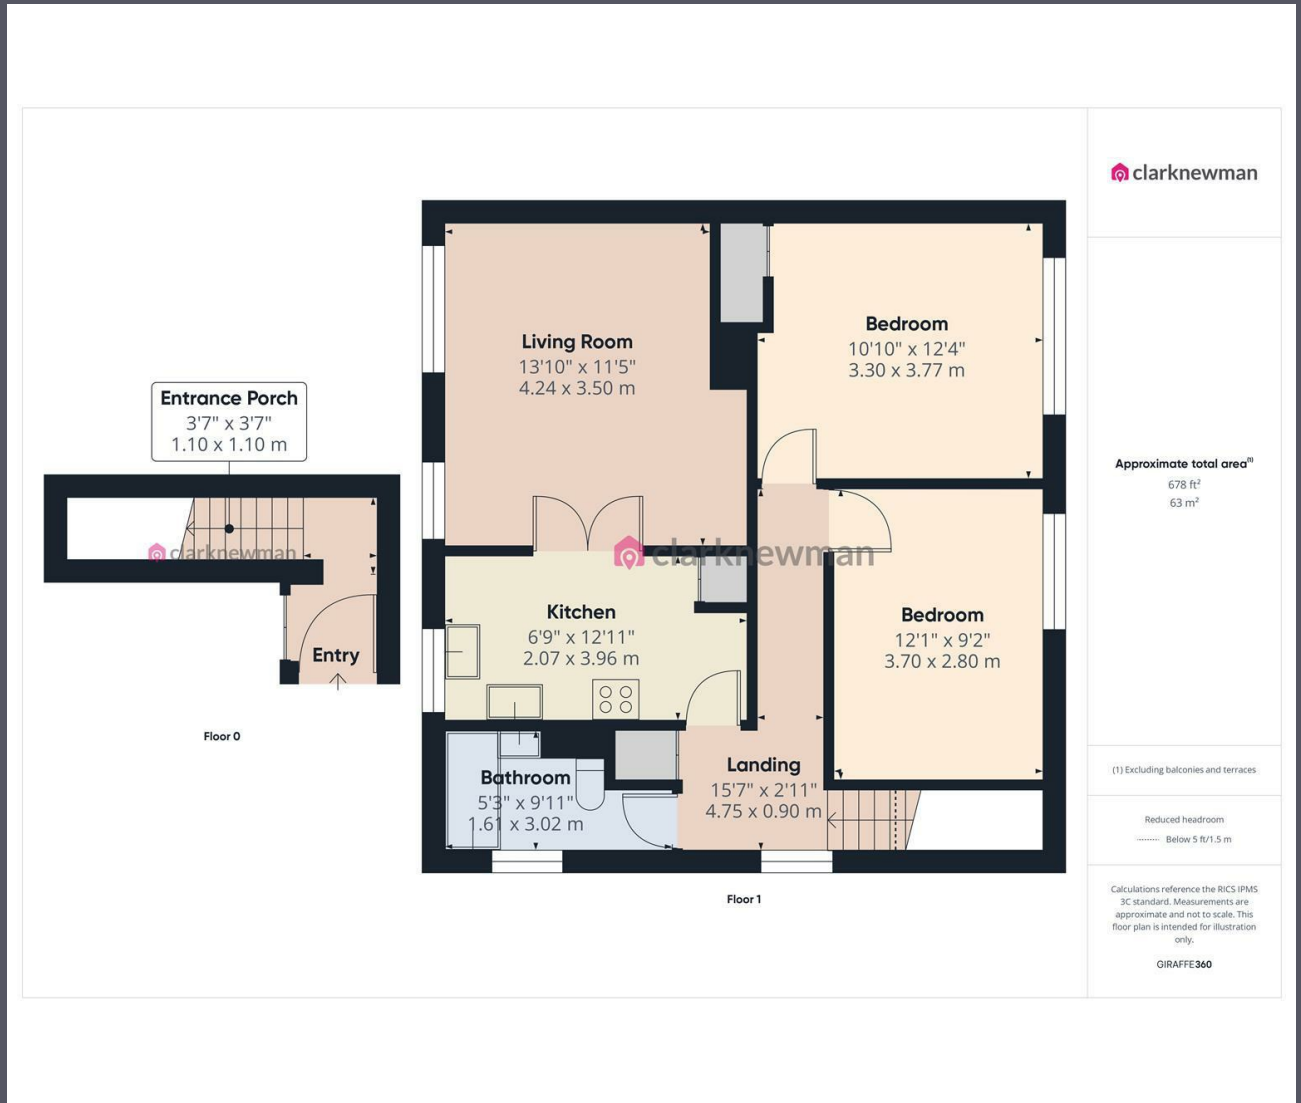 clarknewman
Living Room
13'10" x 11'5"
4.24 x 3.50 m
Bedroom
10'10" x 12'4"
3.30 x 3.77 m
Entrance Porch
3'7" x 3'7"
1.10 x 1.10 m
clarknewman
Entry
Floor 0
clarknewman
Kitchen
6'9" x 12'11"
2.07 x 3.96 m
Bedroom
12'1" x 9'2"
3.70 x 2.80 m
Bathroom
5'3" x 9'11"
1.61 x 3.02 m
Landing
15'7" x 2'11"
4.75 x 0.90 m
Floor 1
Approximate total area(1)
678 ft²
63 m²
(1) Excluding balconies and terraces
Reduced headroom
Below 5 ft/1.5 m
Calculations reference the RICS IPMS
3C standard. Measurements are
approximate and not to scale. This
floor plan is intended for illustration
only.
GIRAFFE360